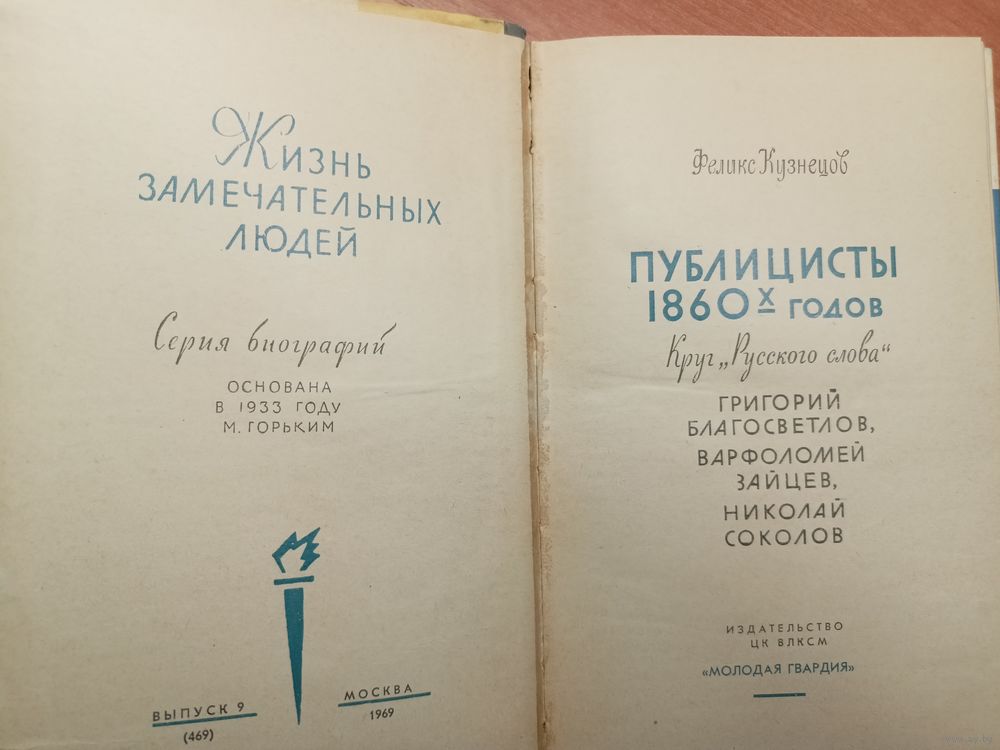 Жизнь
ЗАМЕЧАТЕЛЬНЫХ
ЛЮДЕЙ
Серия биографий
ОСНОВАНА
В 1933 ГОДУ
М. ГОРЬКИМ
ВЫПУСК 9
(469)
МОСКВА
1969
Феликс Кузнецов
ПУБЛИЦИСТЫ
1860х ГОДОВ
Круг „Русского слова“
ГРИГОРИЙ
БЛАГОСВЕТЛОВ,
ВАРФОЛОМЕЙ
ЗАЙЦЕВ,
НИКОЛАЙ
СОКОЛОВ
ИЗДАТЕЛЬСТВО
ЦК ВЛКСМ
«МОЛОДАЯ ГВАРДИЯ»